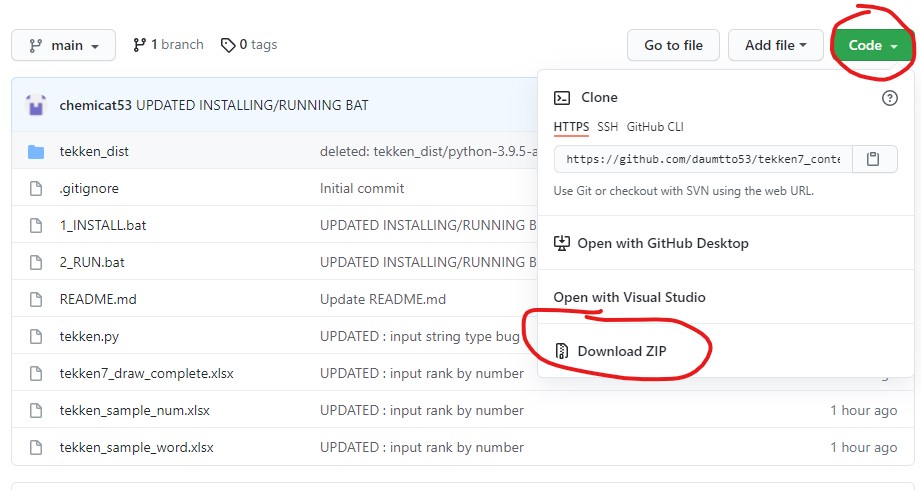 main
1 branch
0 tags
Go to file
Add file
Code
chemicat53 UPDATED INSTALLING/RUNNING BAT
tekken_dist
deleted: tekken_dist/python-3.9.5-a
.gitignore
Initial commit
1_INSTALL.bat
UPDATED INSTALLING/RUNNING B
2_RUN.bat
UPDATED INSTALLING/RUNNING B
README.md
Update README.md
tekken.py
UPDATED : input string type bug
tekken7_draw_complete.xlsx
UPDATED : input rank by number
tekken_sample_num.xlsx
UPDATED : input rank by number
1 hour ago
tekken_sample_word.xlsx
UPDATED : input rank by number
1 hour ago
Clone
HTTPS SSH GitHub CLI
https://github.com/daumtto53/tekken7_conte
Use Git or checkout with SVN using the web URL.
Open with GitHub Desktop
Open with Visual Studio
Download ZIP